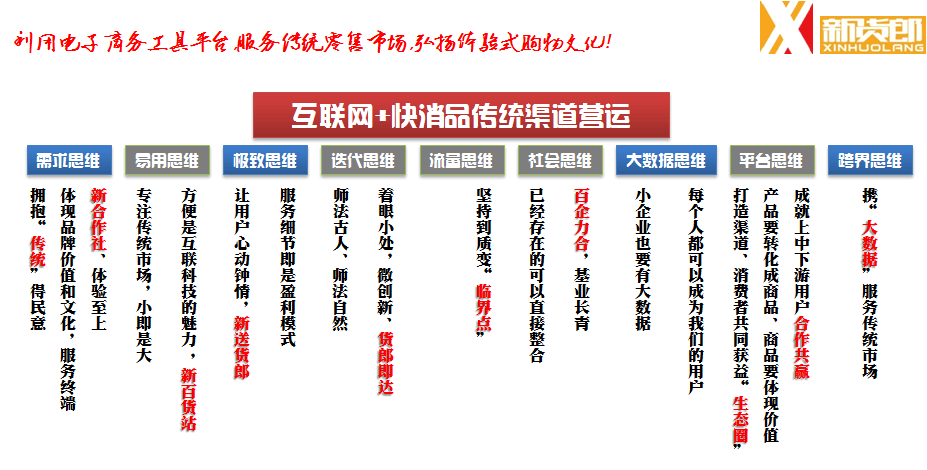 利用电子商务工具平台,服务传统零售市场,弘扬体验式购物文化!
新货郎
XINHUOLANG
互联网+快消品传统渠道营运
需求思维
易用思维
极致思维
迭代思维
流量思维
社会思维
大数据思维
平台思维
跨界思维
新合作社、体验至上
体现品牌价值和文化，服务终端
拥抱“传统”得民意
方便是互联科技的魅力，新百货站
专注传统市场，小即是大
服务细节即是盈利模式
让用户心动钟情，新送货郎
着眼小处，微创新、货郎即达
师法古人、师法自然
坚持到质变“临界点”
百企力合，基业长青
已经存在的可以直接整合
每个人都可以成为我们的用户
小企业也要有大数据
成就上中下游用户合作共赢
产品要转化成商品、商品要体现价值
打造渠道、消费者共同获益“生态圈”
携“大数据”服务传统市场